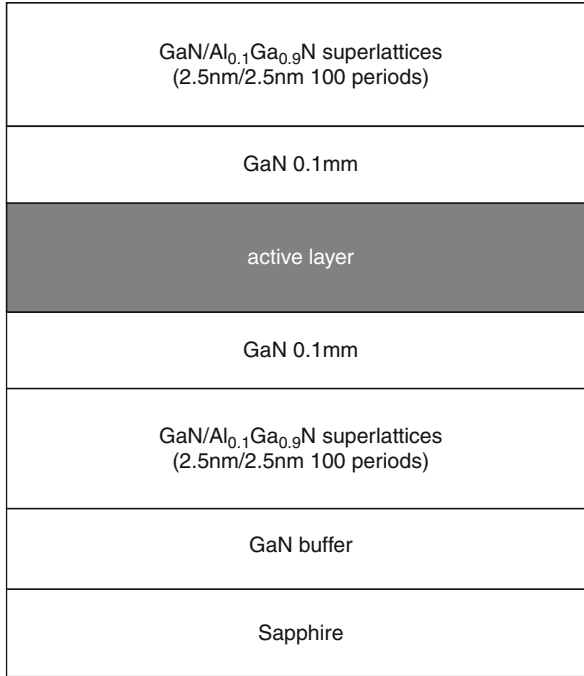 GaN/Al₀.₁Ga₀.₉N superlattices
(2.5nm/2.5nm 100 periods)
GaN 0.1mm
active layer
GaN 0.1mm
GaN/Al₀.₁Ga₀.₉N superlattices
(2.5nm/2.5nm 100 periods)
GaN buffer
Sapphire